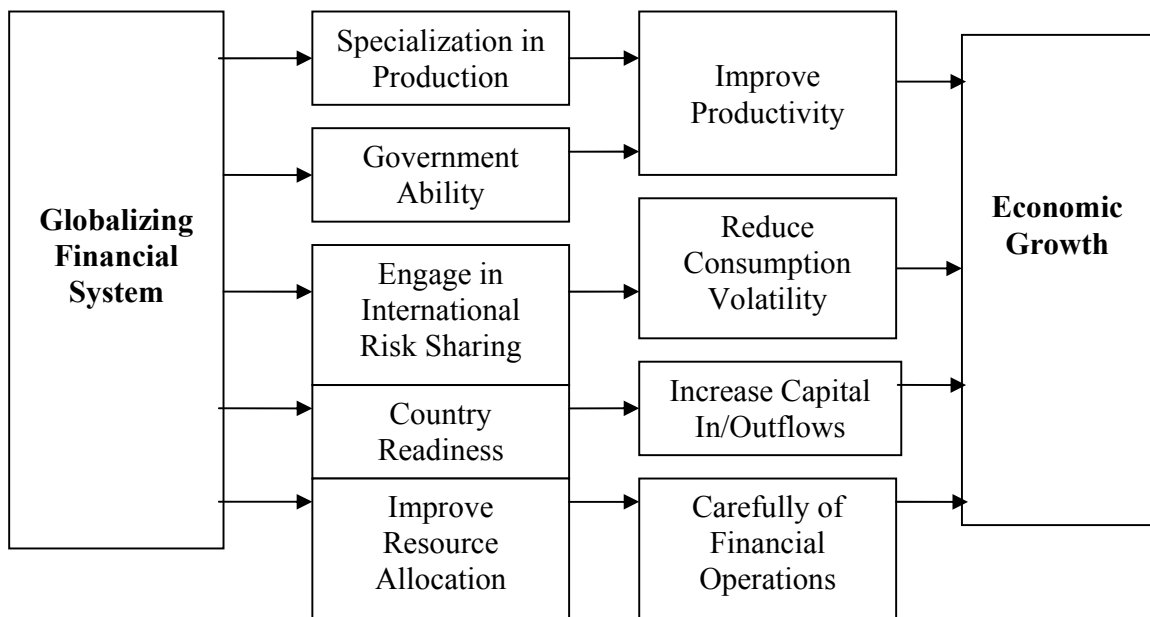 Globalizing
Financial
System
Specialization in
Production
Government
Ability
Engage in
International
Risk Sharing
Country
Readiness
Improve
Resource
Allocation
Improve
Productivity
Reduce
Consumption
Volatility
Increase Capital
In/Outflows
Carefully of
Financial
Operations
Economic
Growth